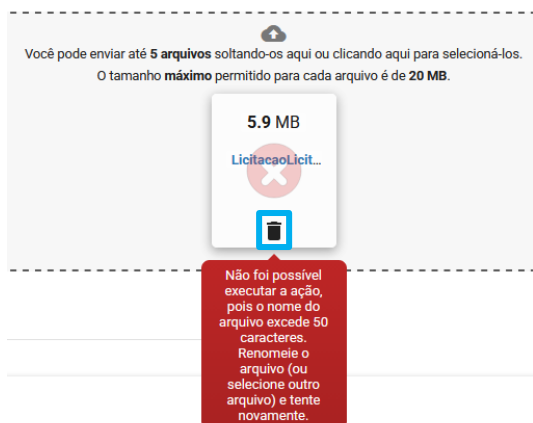 Você pode enviar até 5 arquivos soltando-os aqui ou clicando aqui para selecioná-los.
O tamanho máximo permitido para cada arquivo é de 20 MB.
5.9 MB
LicitacaoLicit...
Não foi possível
executar a ação,
pois o nome do
arquivo excede 50
caracteres.
Renomeie o
arquivo (ou
selecione outro
arquivo) e tente
novamente.